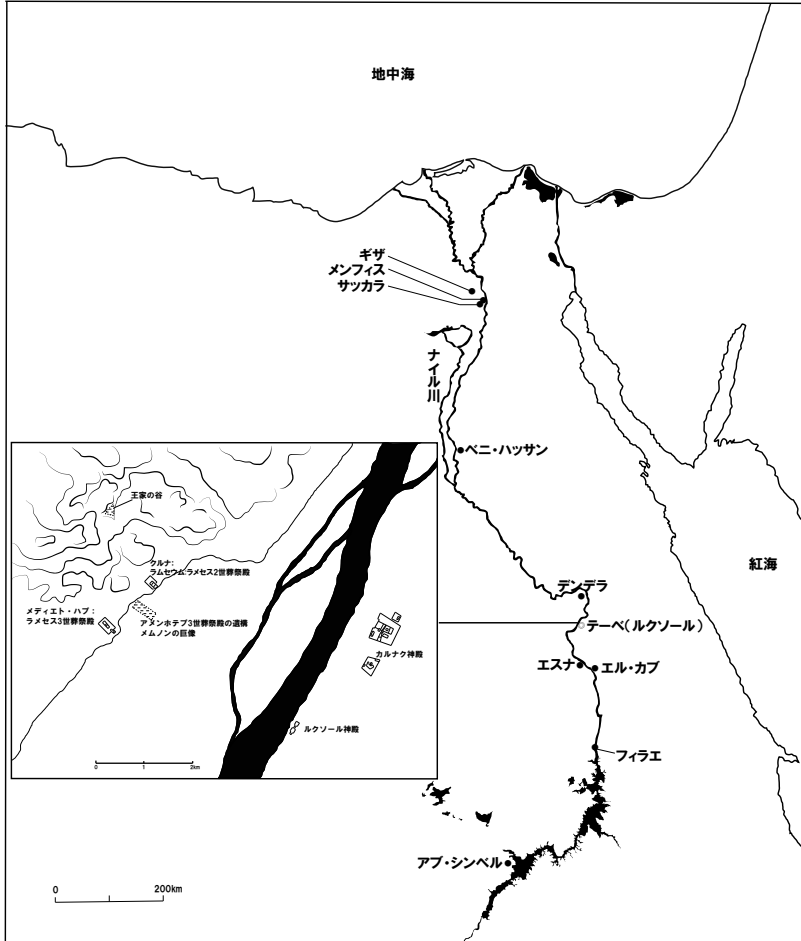 地中海
ギザ
メンフィス
サッカラ
ナイル川
ベニ・ハッサン
紅海
デンデラ
テーベ(ルクソール)
エスナ
エル・カブ
フィラエ
アブ・シンベル
0 200km
王家の谷
クルナ:
ラムセウム:ラメセス2世葬祭殿
メディエト・ハブ:
ラメセス3世葬祭殿
アメンホテプ3世葬祭殿の遺構
メムノンの巨像
カルナク神殿
ルクソール神殿
0 1 2km